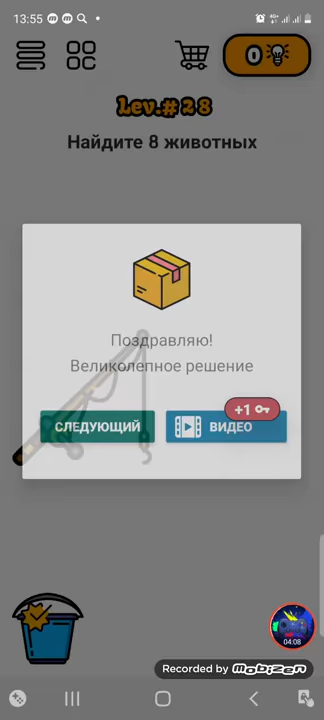 13:55
4G+
0
Lev.# 28
Найдите 8 животных
Поздравляю!
Великолепное решение
+1
СЛЕДУЮЩИЙ
ВИДЕО
04:08
Recorded by MOBIZEN